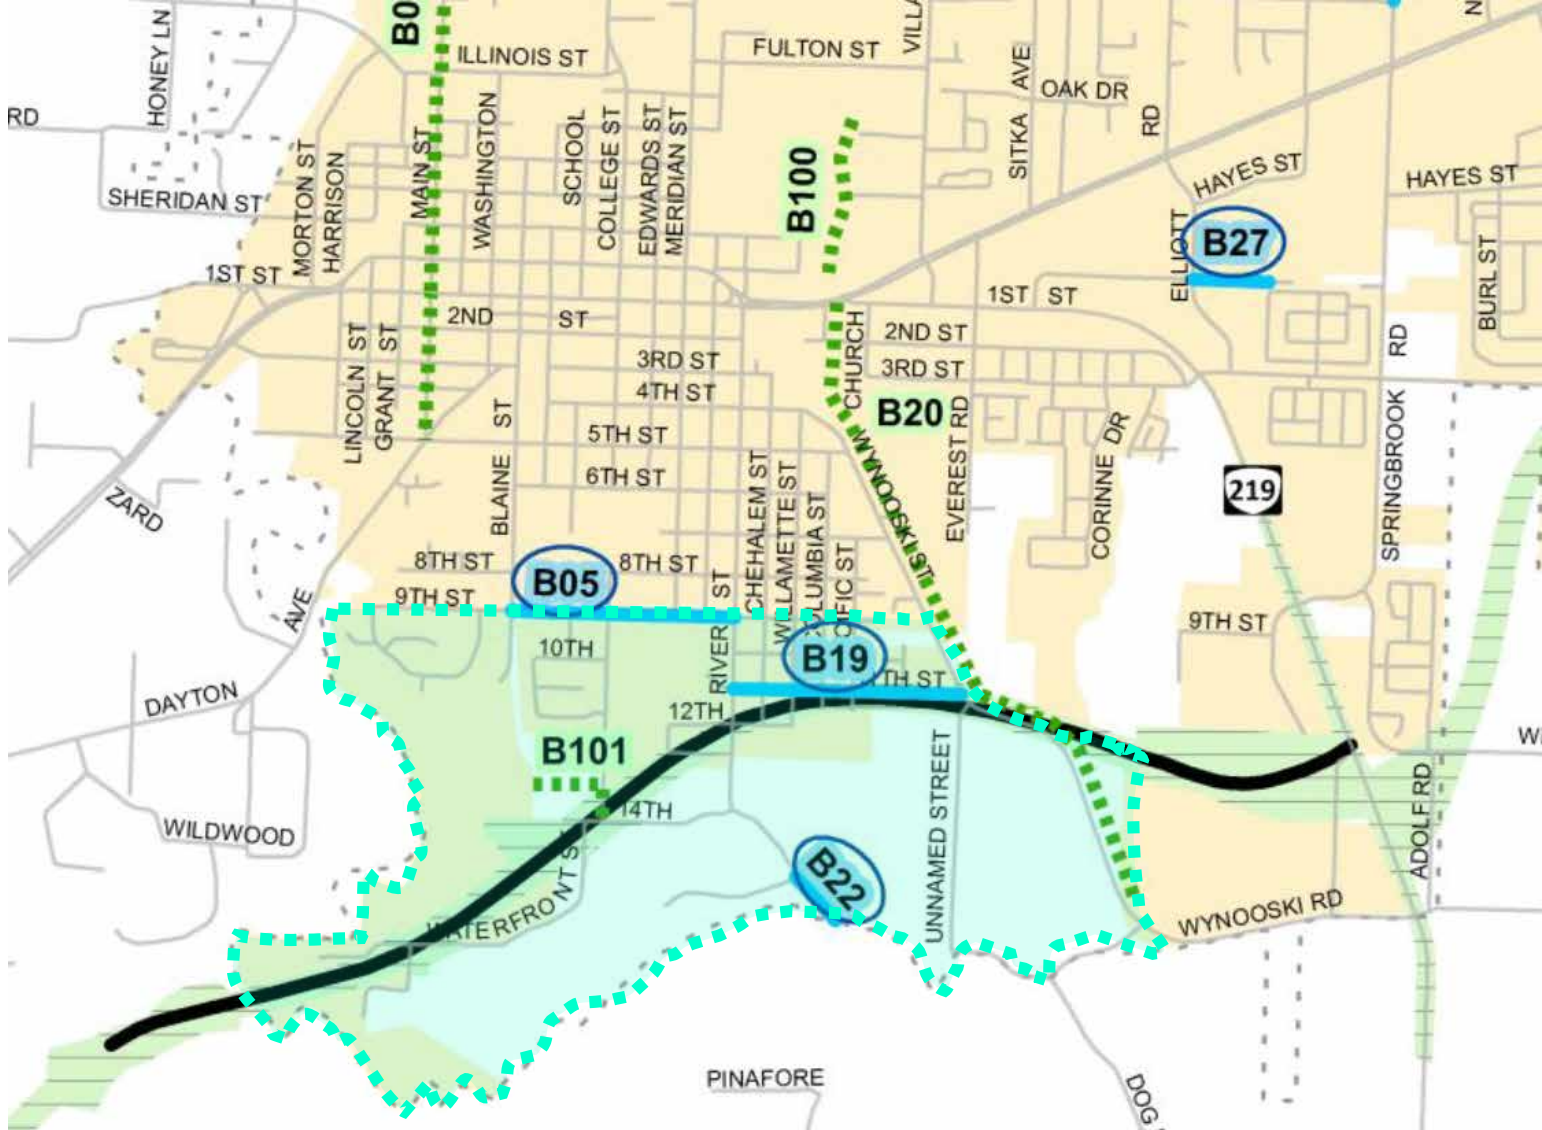 HONEY LN
B0
ILLINOIS ST
FULTON ST
VILLA
SITKA AVE
OAK DR
RD
N
RD
SHERIDAN ST
MORTON ST
HARRISON
MAIN ST
WASHINGTON
SCHOOL
COLLEGE ST
EDWARDS ST
MERIDIAN ST
B100
HAYES ST
HAYES ST
ELLIOTT
B27
BURL ST
1ST ST
1ST ST
2ND ST
LINCOLN ST
GRANT ST
3RD ST
4TH ST
CHURCH
2ND ST
3RD ST
B20
SPRINGBROOK RD
BLAINE ST
5TH ST
6TH ST
WYNOOSKI ST
EVEREST RD
CORINNE DR
219
ZARD
CHEHALEM ST
WILLAMETTE ST
8TH ST
B05
8TH ST
9TH ST
9TH ST
AVE
DAYTON
10TH
RIVER ST
B19
TH ST
12TH
B101
14TH
UNNAMED STREET
WILDWOOD
ADOLF RD
B22
WATERFRONT ST
WYNOOSKI RD
PINAFORE
DOG